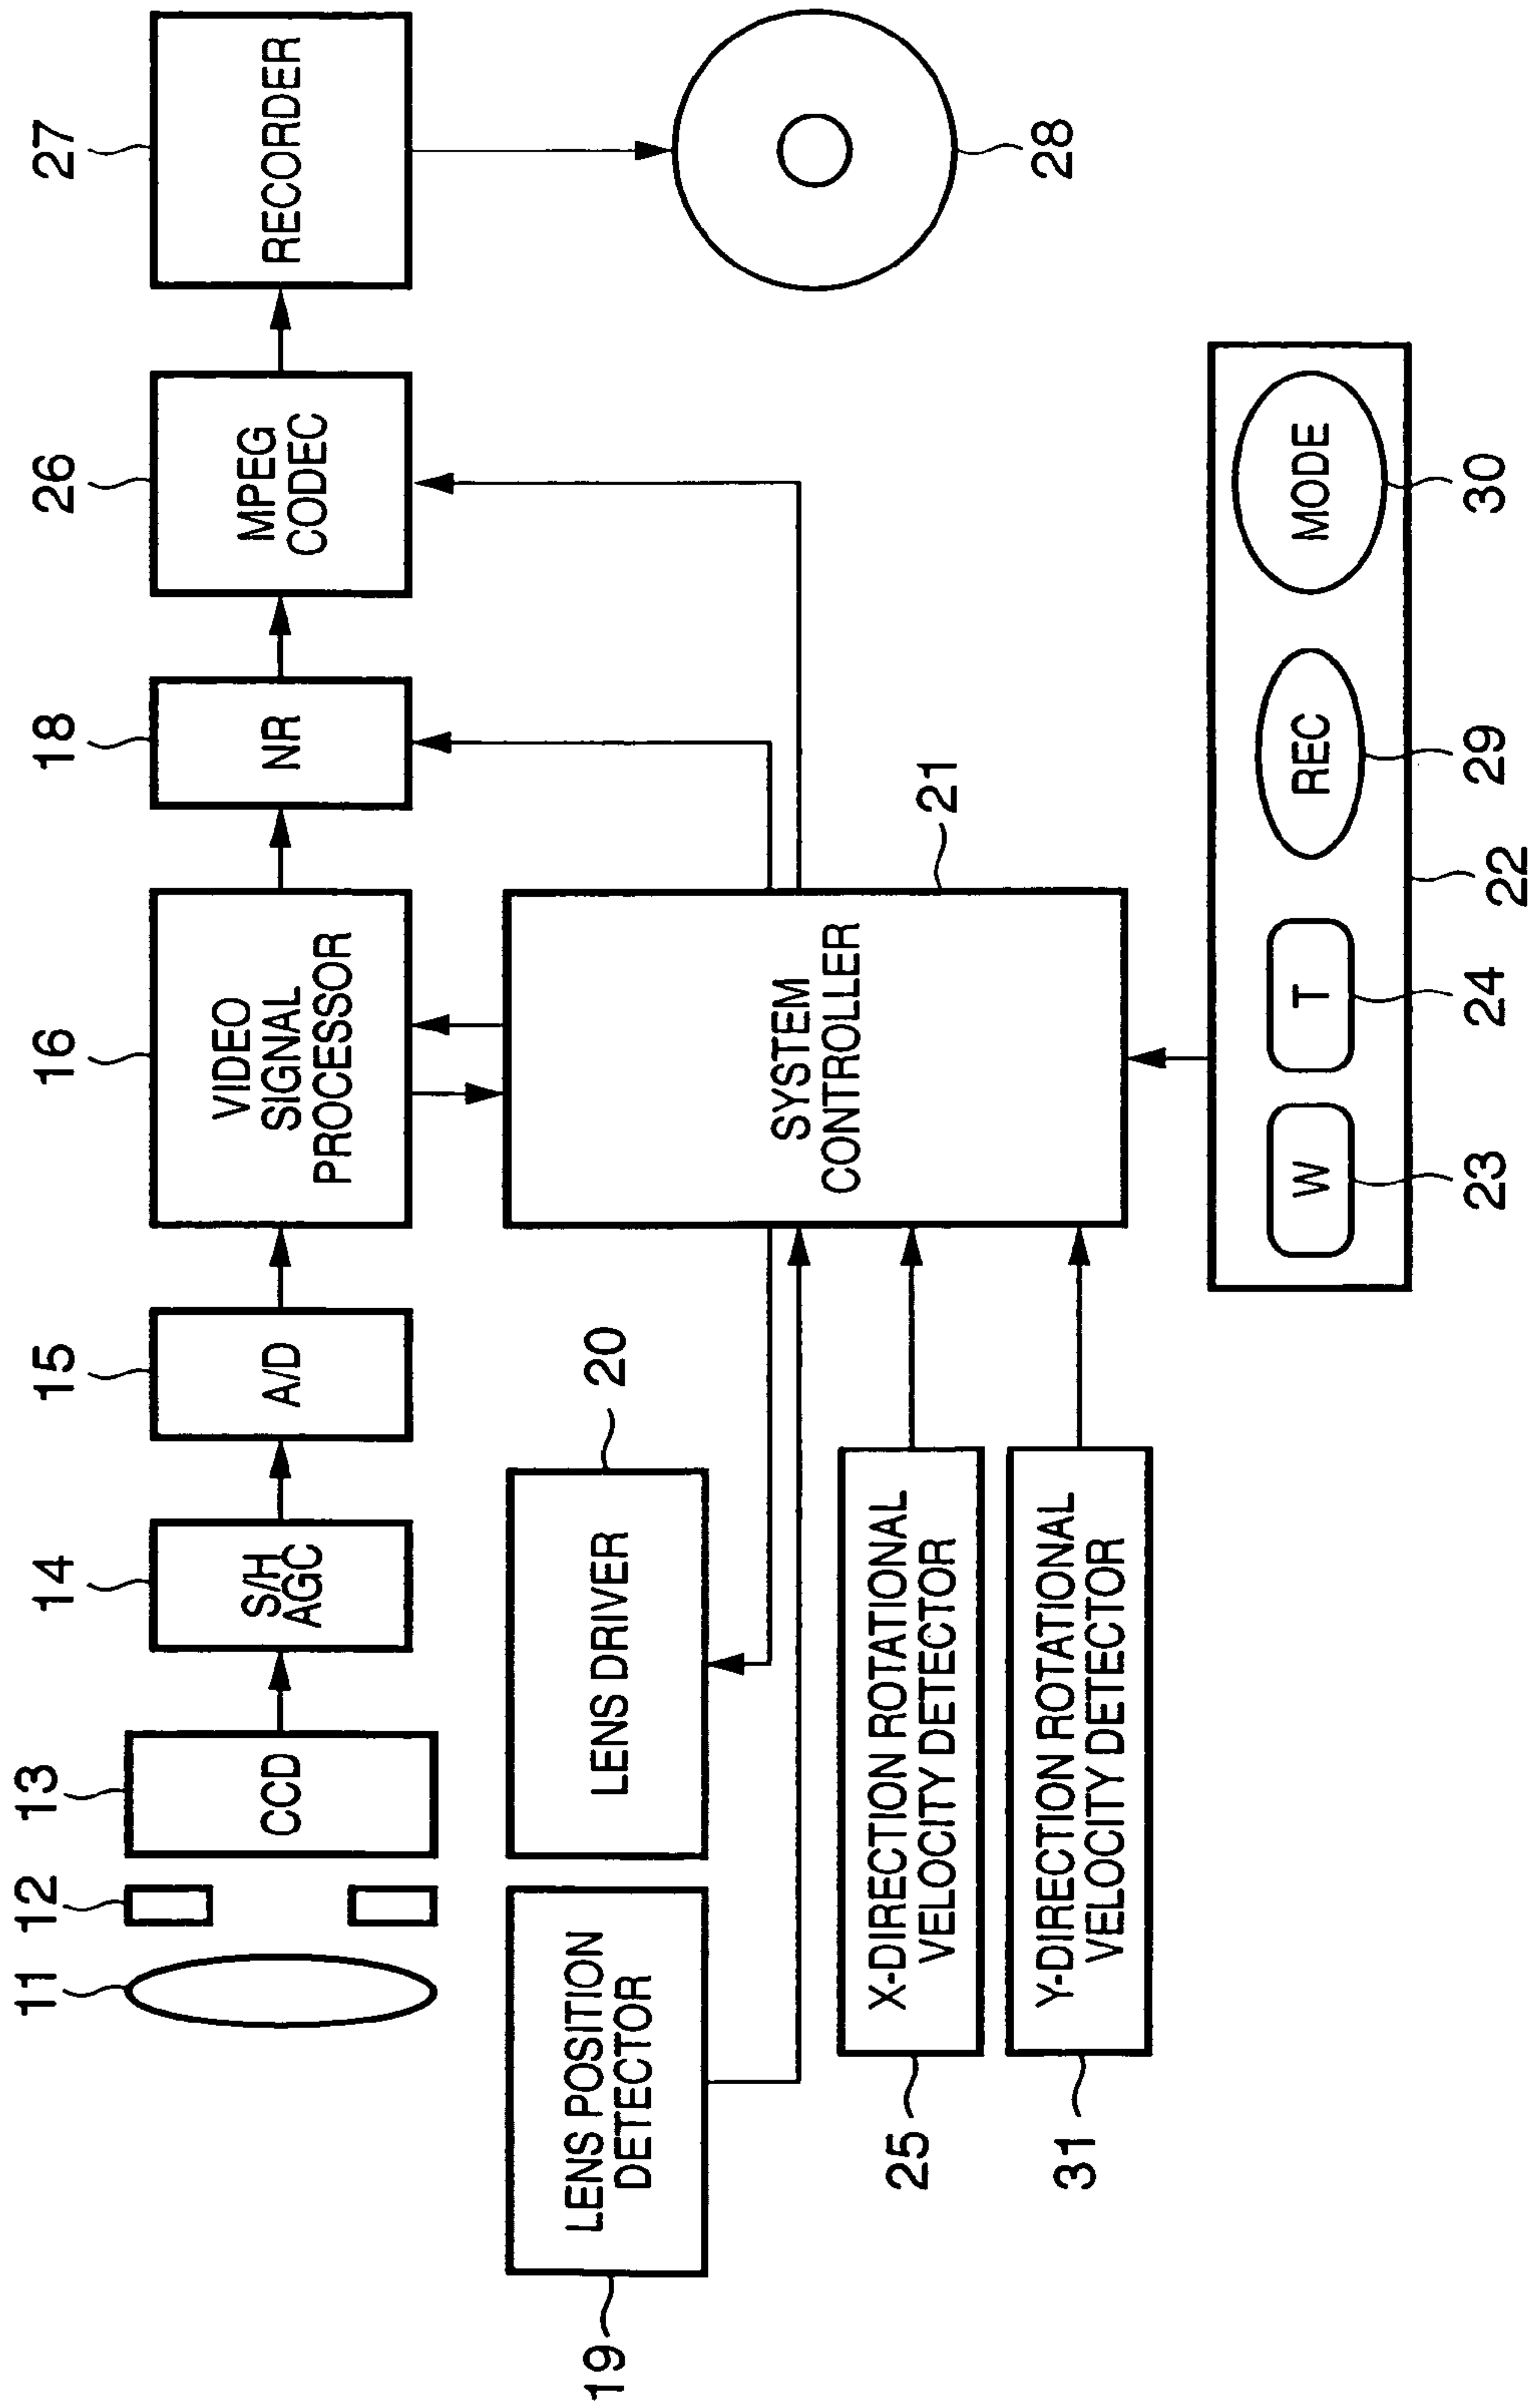 11
12
13
14
15
16
18
26
27
CCD
S/H
AGC
A/D
VIDEO
SIGNAL
PROCESSOR
NR
MPEG
CODEC
RECORDER
19
LENS POSITION
DETECTOR
LENS DRIVER
20
SYSTEM
CONTROLLER
21
28
25
X-DIRECTION ROTATIONAL
VELOCITY DETECTOR
31
Y-DIRECTION ROTATIONAL
VELOCITY DETECTOR
W
T
REC
MODE
23
24
22
29
30